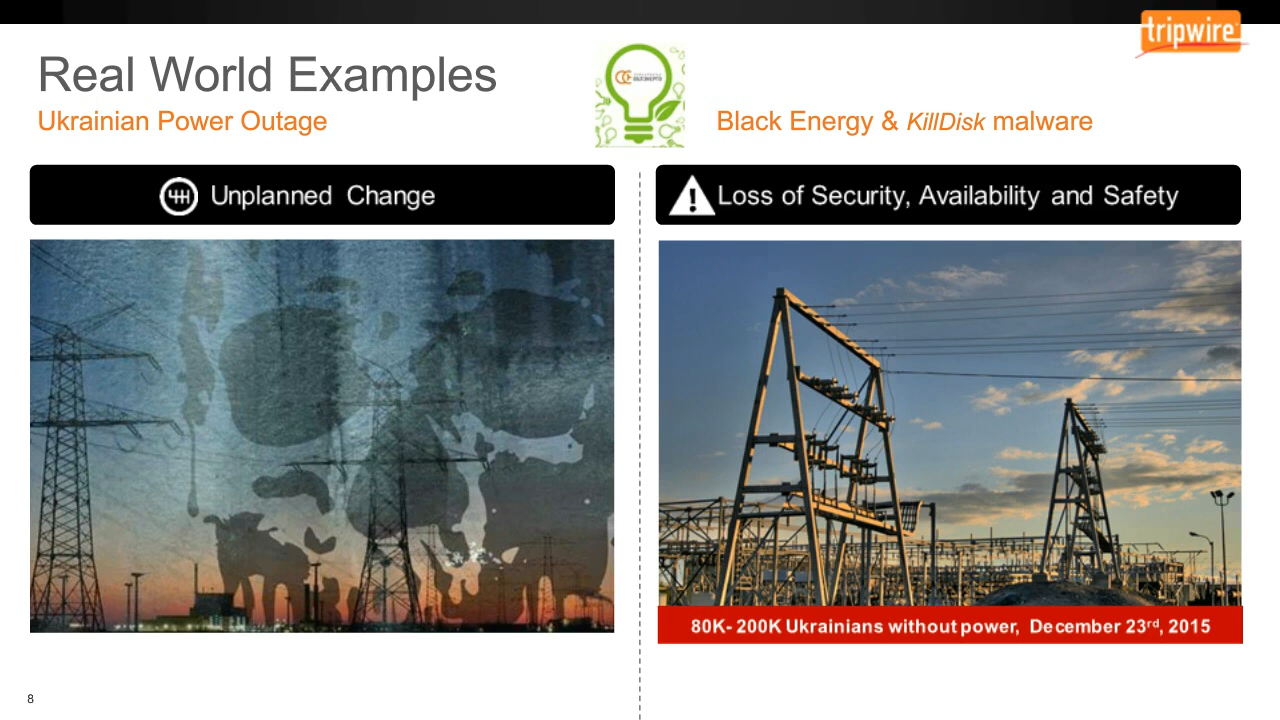 tripwire
Real World Examples
Ukrainian Power Outage
Black Energy & KillDisk malware
Unplanned Change
Loss of Security, Availability and Safety
80K- 200K Ukrainians without power, December 23rd, 2015
8